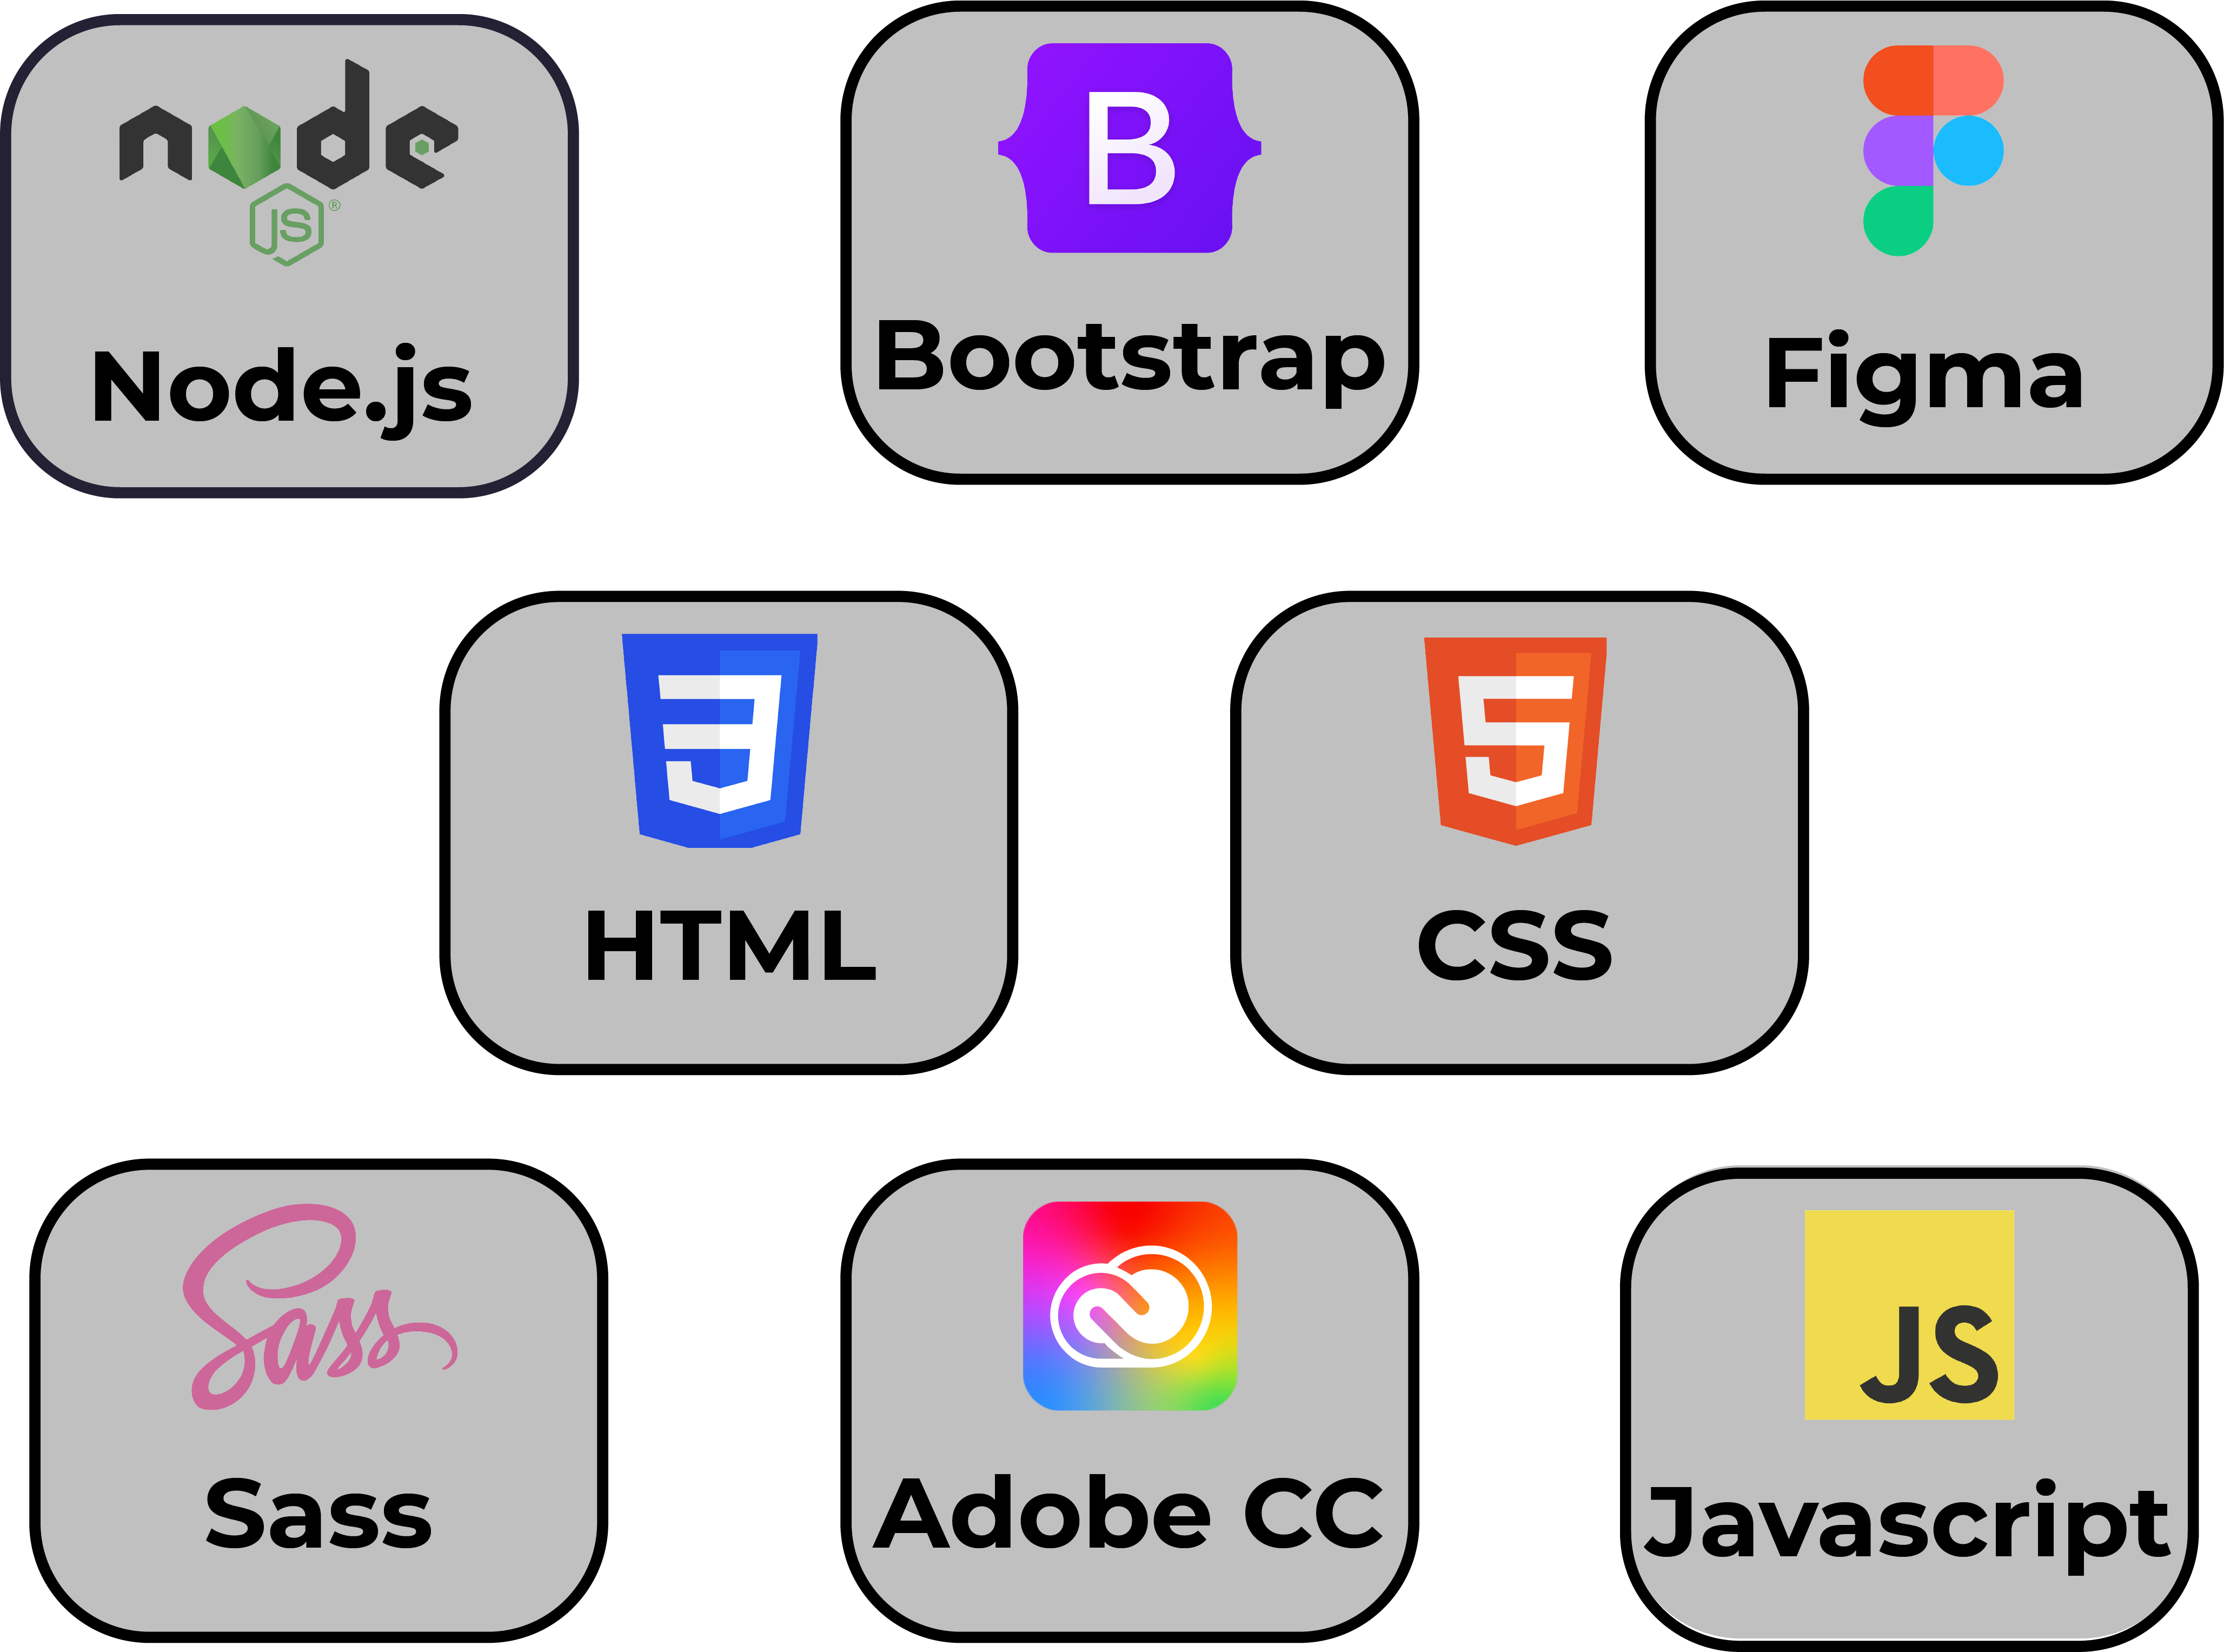 node
JS®
Node.js
B
Bootstrap
Figma
3
HTML
5
CSS
Sass
Sass
Adobe CC
JS
Javascript